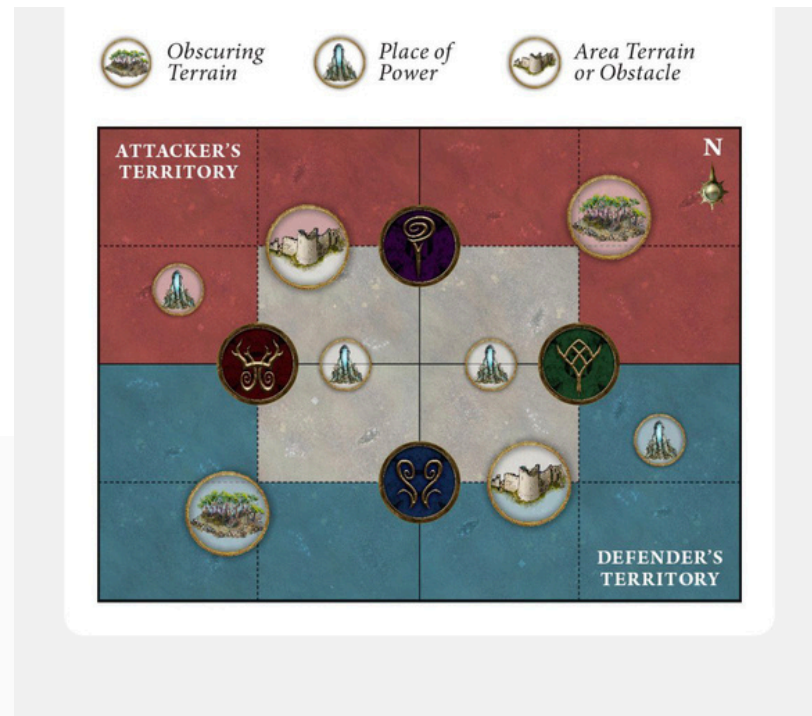 Obscuring
Terrain
Place of
Power
Area Terrain
or Obstacle
ATTACKER'S
TERRITORY
N
DEFENDER'S
TERRITORY